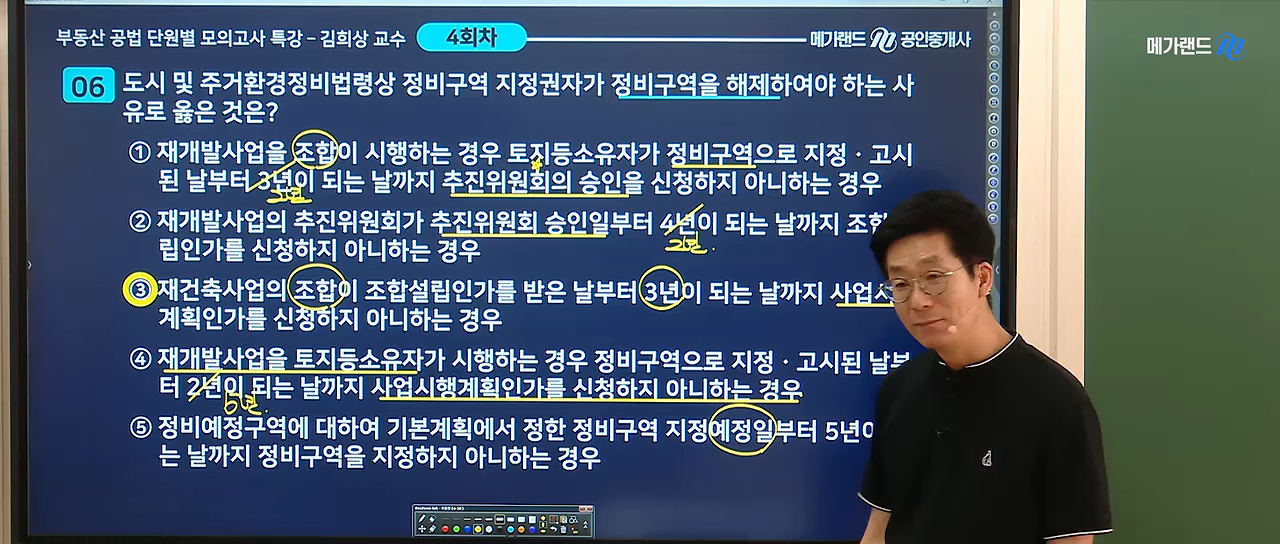 부동산 공법 단원별 모의고사 특강 – 김희상 교수
4회차
메가랜드 공인중개사
메가랜드
06 도시 및 주거환경정비법령상 정비구역 지정권자가 정비구역을 해제하여야 하는 사
유로 옳은 것은?
① 재개발사업을 조합이 시행하는 경우 토지등소유자가 정비구역으로 지정 · 고시
된 날부터 3년이 되는 날까지 추진위원회의 승인을 신청하지 아니하는 경우
2년
② 재개발사업의 추진위원회가 추진위원회 승인일부터 4년이 되는 날까지 조합
립인가를 신청하지 아니하는 경우
2년.
③ 재건축사업의 조합이 조합설립인가를 받은 날부터 3년이 되는 날까지 사업시
계획인가를 신청하지 아니하는 경우
④ 재개발사업을 토지등소유자가 시행하는 경우 정비구역으로 지정 · 고시된 날부
터 2년이 되는 날까지 사업시행계획인가를 신청하지 아니하는 경우
5년.
⑤ 정비예정구역에 대하여 기본계획에서 정한 정비구역 지정예정일부터 5년이
는 날까지 정비구역을 지정하지 아니하는 경우